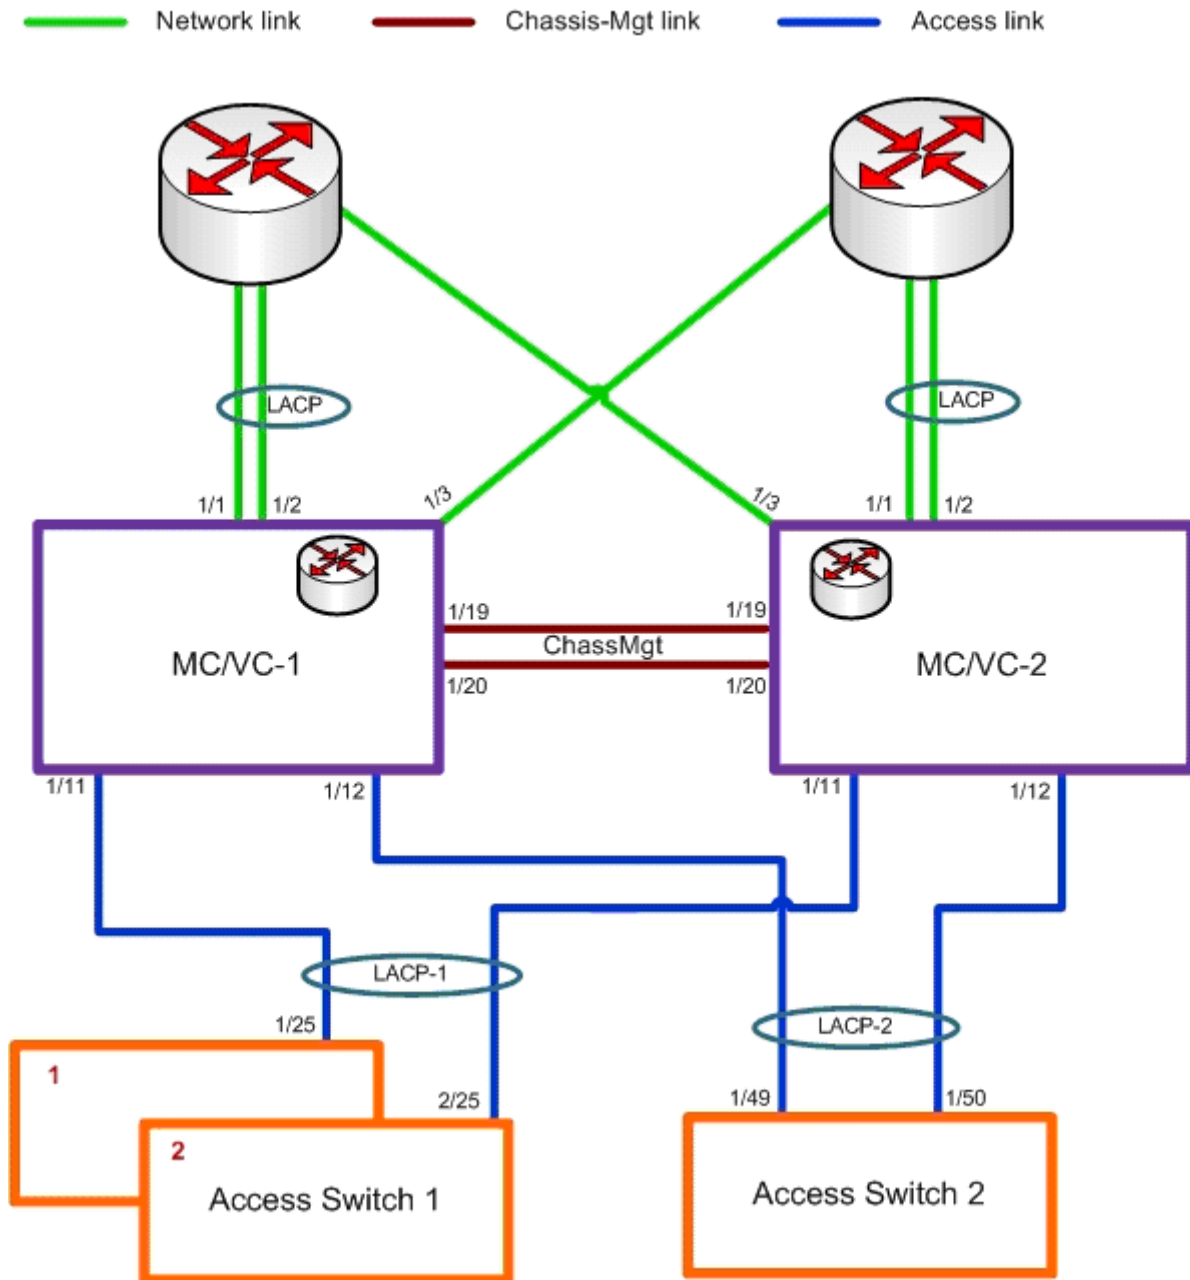 Network link
Chassis-Mgt link
Access link
LACP
LACP
1/1
1/2
1/3
1/3
1/1
1/2
MC/VC-1
1/19
1/19
ChassMgt
1/20
1/20
MC/VC-2
1/11
1/12
1/11
1/12
LACP-1
LACP-2
1/25
1
2/25
1/49
1/50
2
Access Switch 1
Access Switch 2